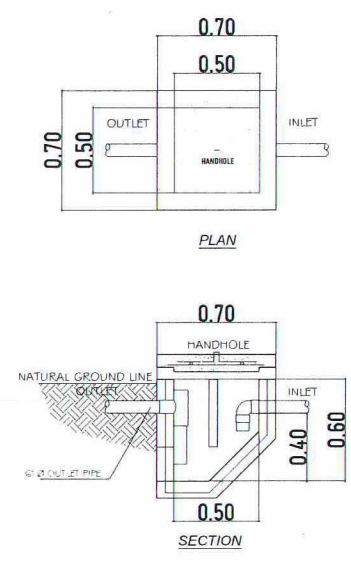 0.70
0.50
OUTLET
INLET
0.70
0.50
HANDHOLE
PLAN
0.70
HANDHOLE
NATURAL GROUND LINE
OUTLET
INLET
0.40
0.60
6" Ø OUTLET PIPE
0.50
SECTION